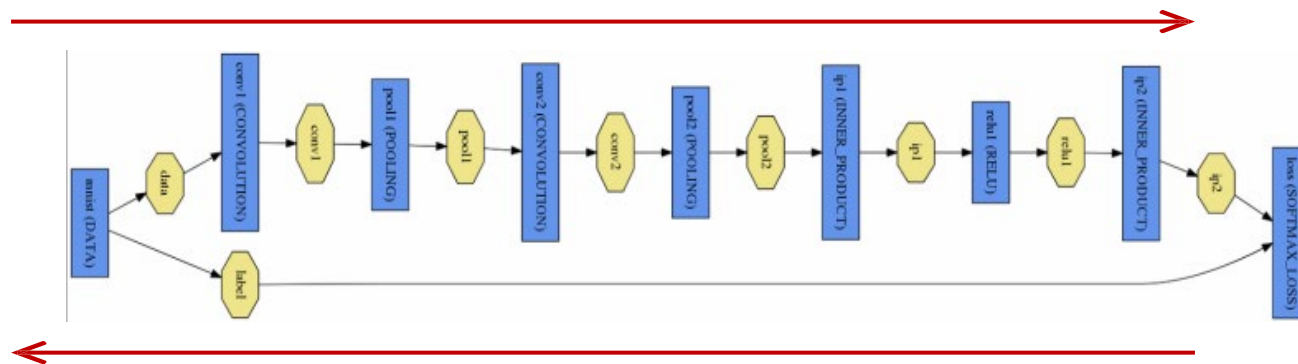 mnist (DATA)
data
label
conv1 (CONVOLUTION)
conv1
pool1 (POOLING)
pool1
conv2 (CONVOLUTION)
conv2
pool2 (POOLING)
pool2
ip1 (INNER_PRODUCT)
ip1
relu1 (RELU)
relu1
ip2 (INNER_PRODUCT)
ip2
loss (SOFTMAX_LOSS)